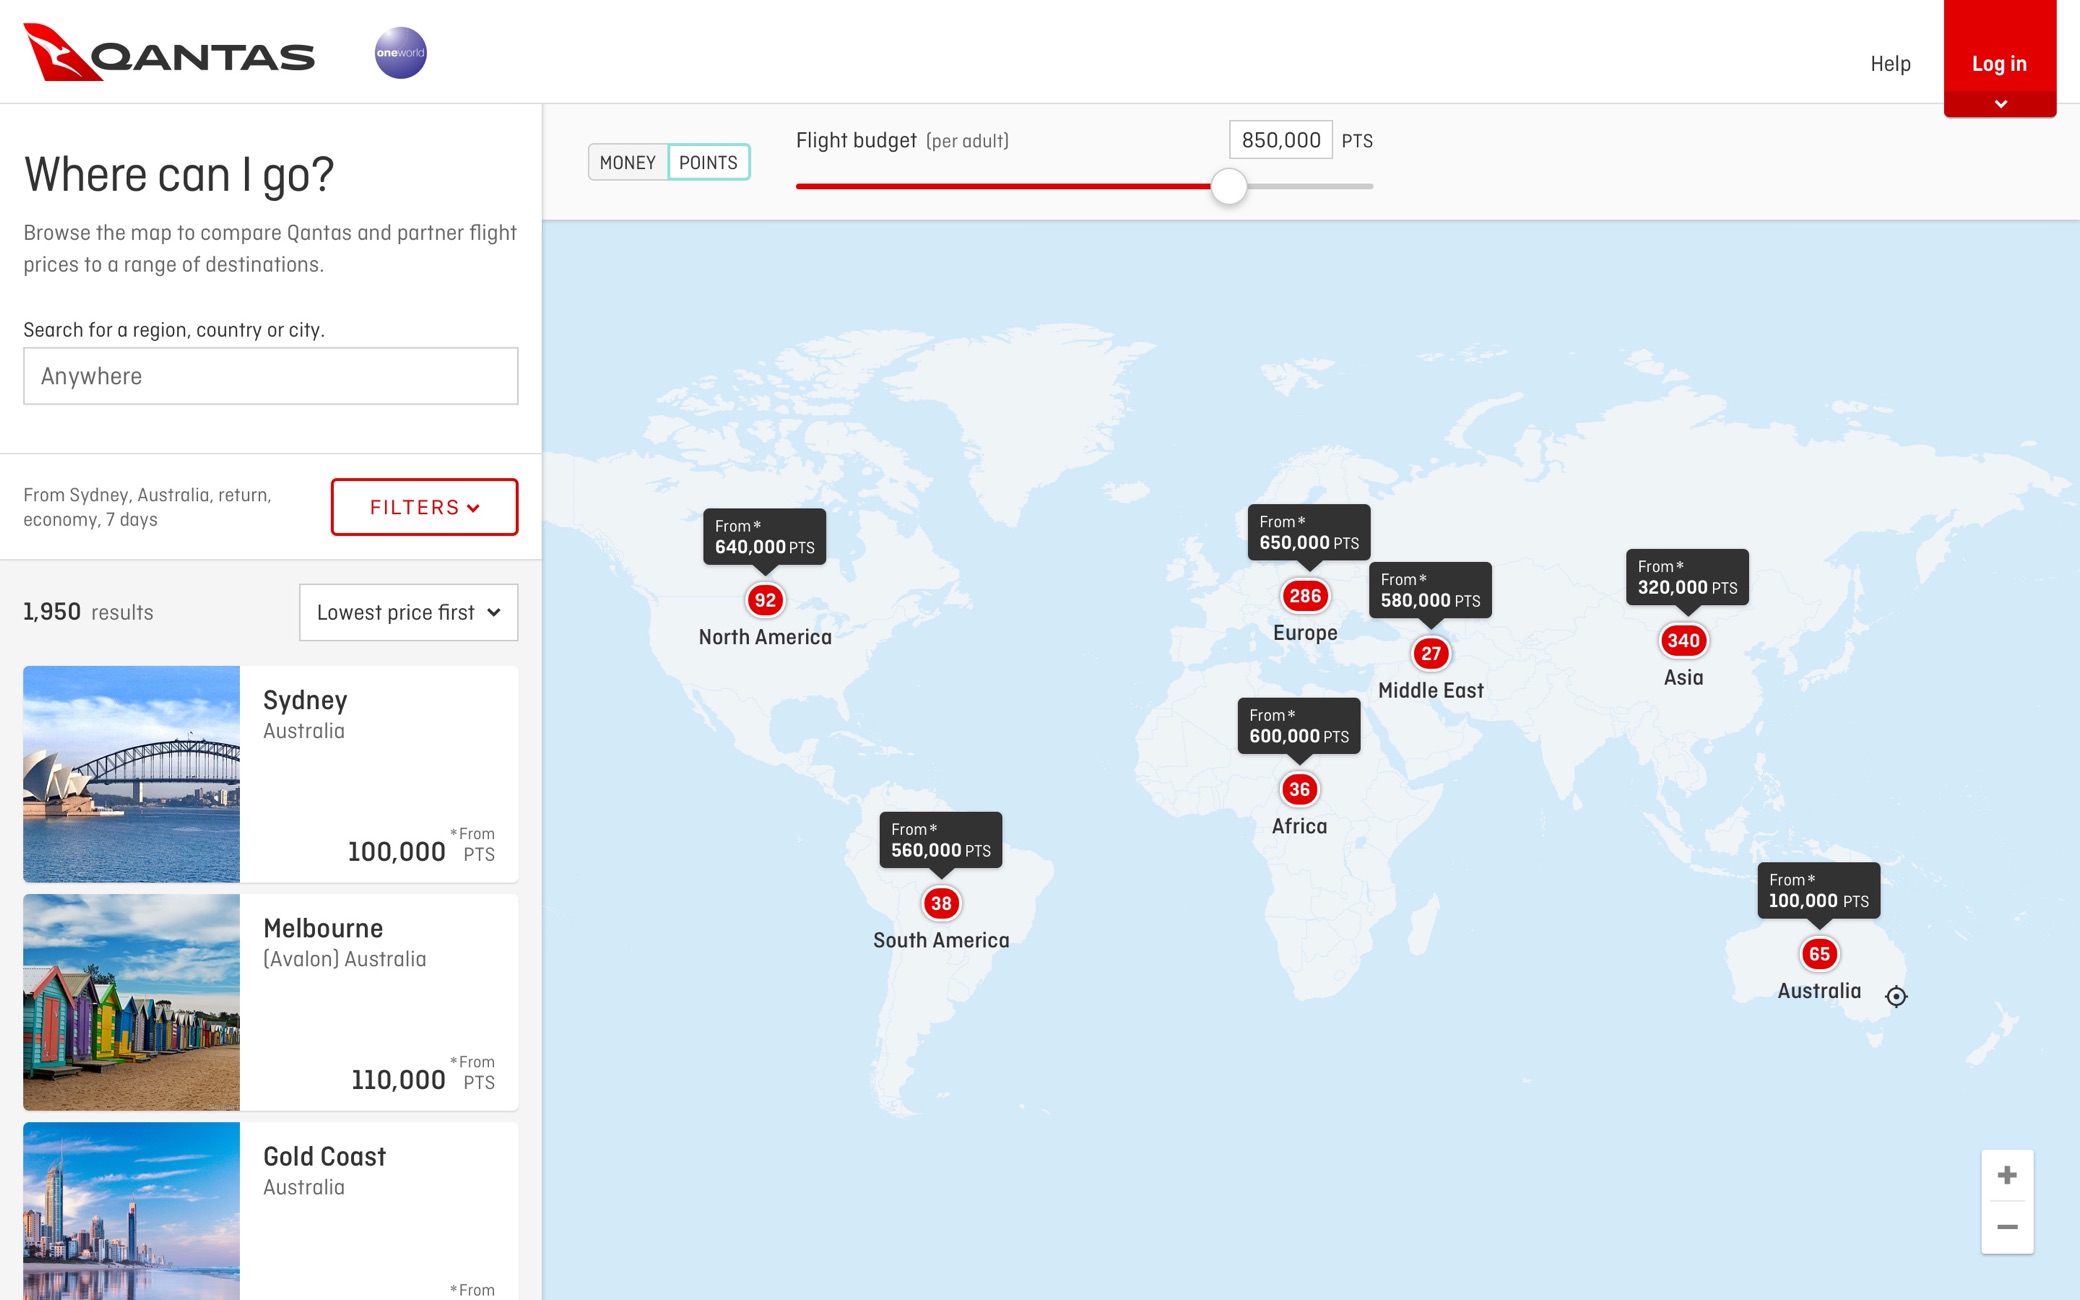 QANTAS
oneworld
Help
Log in
Where can I go?
Browse the map to compare Qantas and partner flight
prices to a range of destinations.
Search for a region, country or city.
Anywhere
From Sydney, Australia, return,
economy, 7 days
FILTERS
1,950 results
Lowest price first
Sydney
Australia
*From
100,000 PTS
Melbourne
(Avalon) Australia
*From
110,000 PTS
Gold Coast
Australia
*From
MONEY
POINTS
Flight budget (per adult)
850,000 PTS
From*
640,000 PTS
92
North America
From*
650,000 PTS
286
Europe
From*
580,000 PTS
27
Middle East
From*
320,000 PTS
340
Asia
From*
600,000 PTS
36
Africa
From*
560,000 PTS
38
South America
From*
100,000 PTS
65
Australia